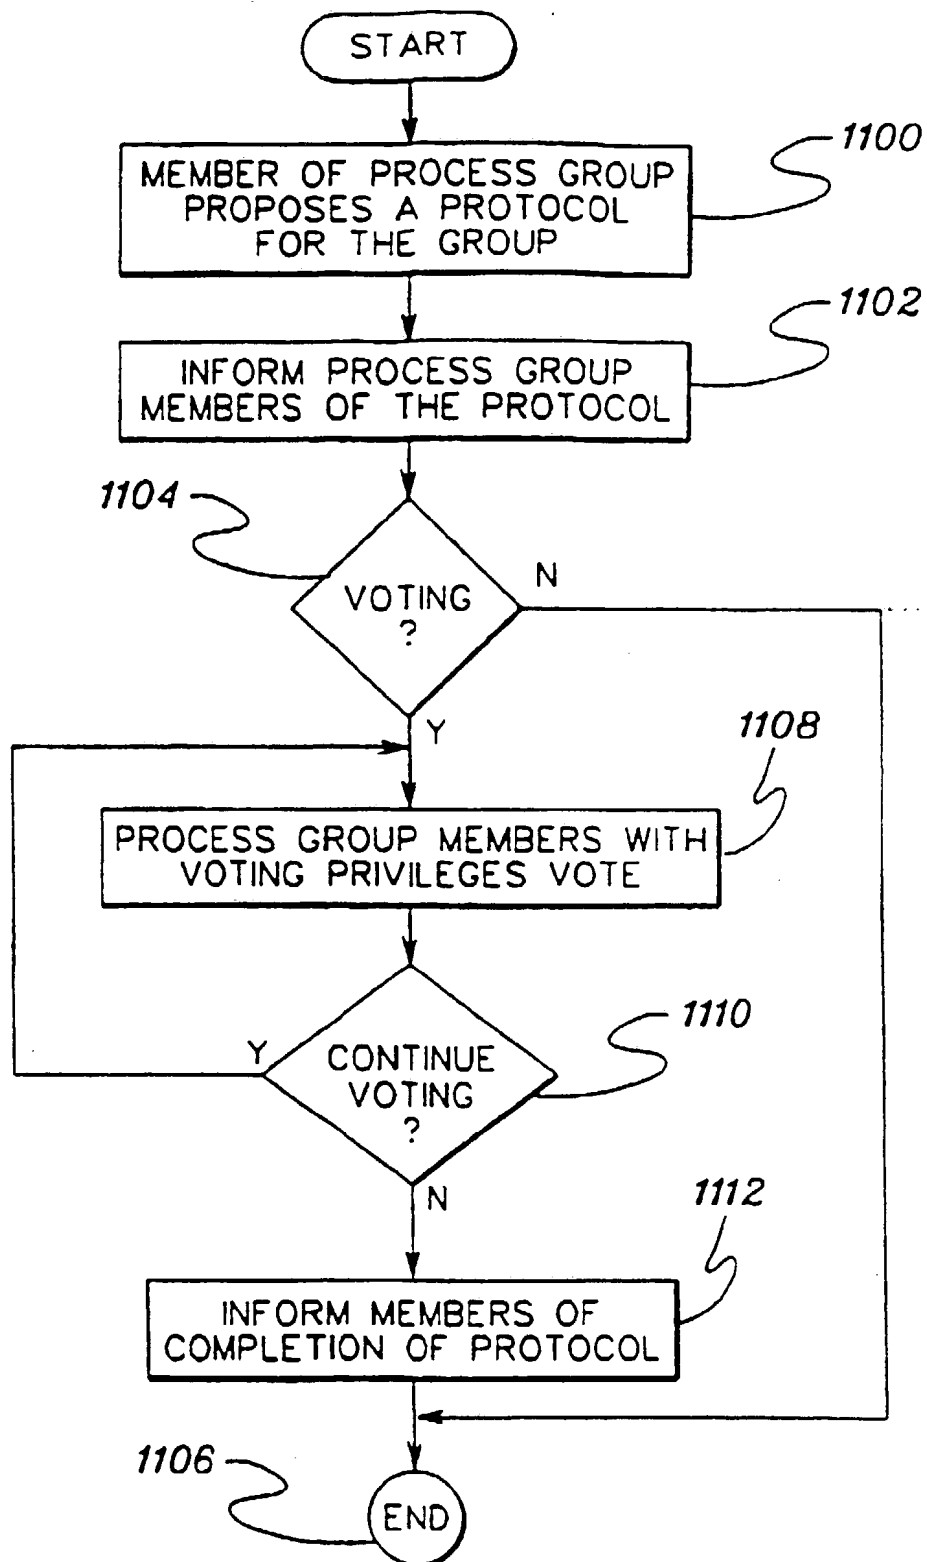 START
1100
MEMBER OF PROCESS GROUP
PROPOSES A PROTOCOL
FOR THE GROUP
1102
INFORM PROCESS GROUP
MEMBERS OF THE PROTOCOL
1104
VOTING
?
N
Y
1108
PROCESS GROUP MEMBERS WITH
VOTING PRIVILEGES VOTE
1110
Y
CONTINUE
VOTING
?
N
1112
INFORM MEMBERS OF
COMPLETION OF PROTOCOL
1106
END